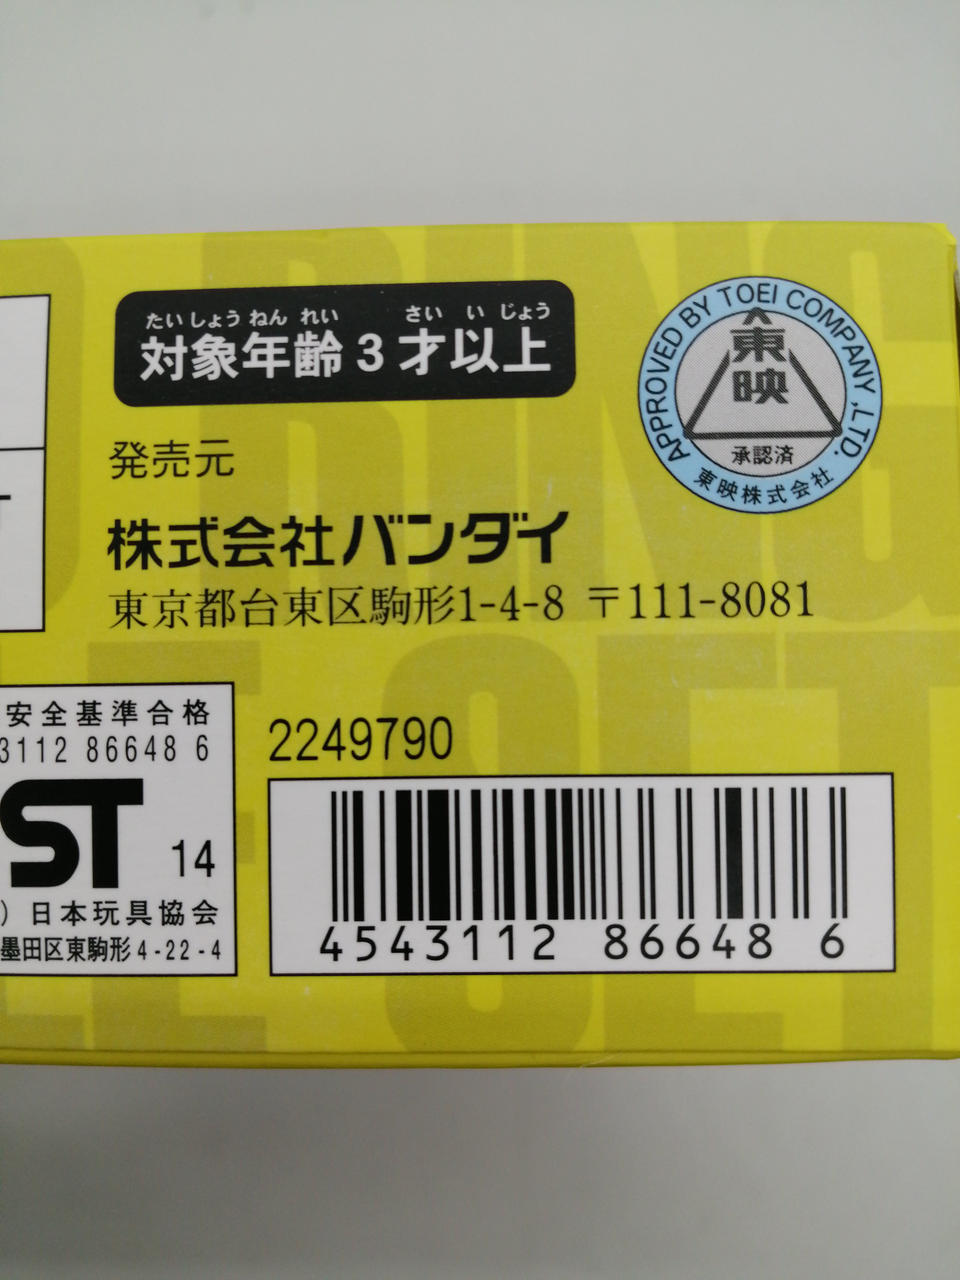 たいしょうねんれい さいいじょう
対象年齢3才以上
APPROVED BY TOEI COMPANY, LTD.
東映
承認済
東映株式会社
発売元
株式会社バンダイ
東京都台東区駒形1-4-8 〒111-8081
安全基準合格
3112 86648 6
ST
14
) 日本玩具協会
墨田区東駒形4-22-4
2249790
4543112 86648 6